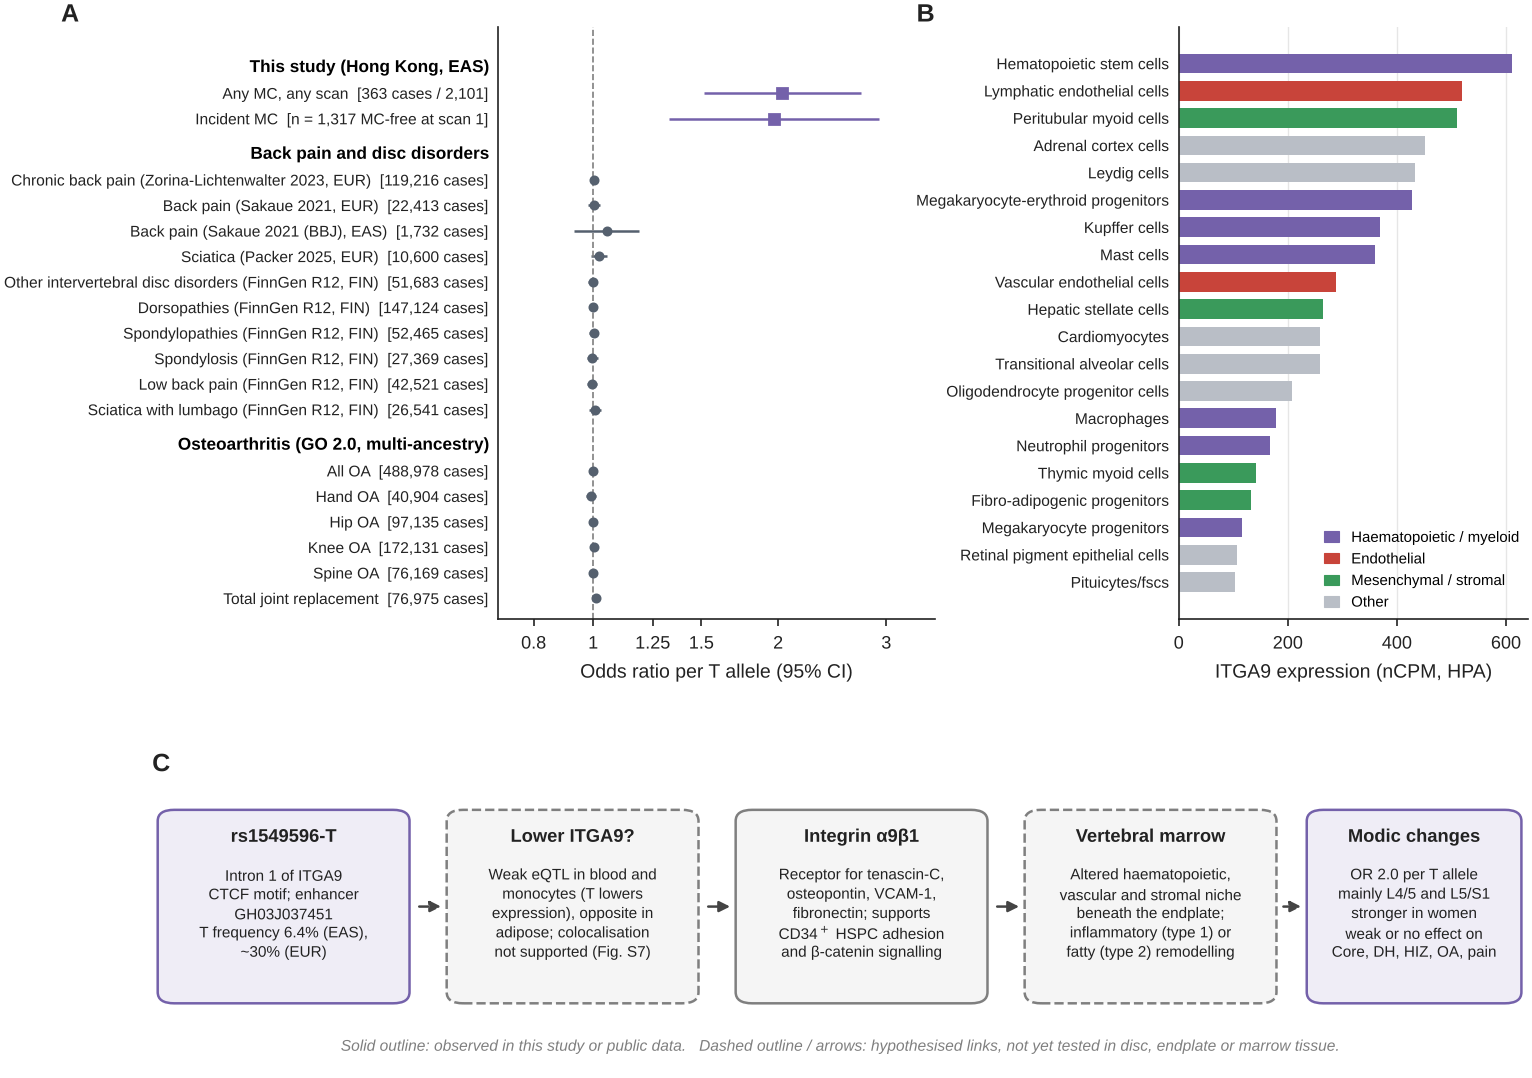 A
This study (Hong Kong, EAS)
Any MC, any scan [363 cases / 2,101]
Incident MC [n = 1,317 MC-free at scan 1]
Back pain and disc disorders
Chronic back pain (Zorina-Lichtenwalter 2023, EUR) [119,216 cases]
Back pain (Sakaue 2021, EUR) [22,413 cases]
Back pain (Sakaue 2021 (BBJ), EAS) [1,732 cases]
Sciatica (Packer 2025, EUR) [10,600 cases]
Other intervertebral disc disorders (FinnGen R12, FIN) [51,683 cases]
Dorsopathies (FinnGen R12, FIN) [147,124 cases]
Spondylopathies (FinnGen R12, FIN) [52,465 cases]
Spondylosis (FinnGen R12, FIN) [27,369 cases]
Low back pain (FinnGen R12, FIN) [42,521 cases]
Sciatica with lumbago (FinnGen R12, FIN) [26,541 cases]
Osteoarthritis (GO 2.0, multi-ancestry)
All OA [488,978 cases]
Hand OA [40,904 cases]
Hip OA [97,135 cases]
Knee OA [172,131 cases]
Spine OA [76,169 cases]
Total joint replacement [76,975 cases]
0.8 1 1.25 1.5 2 3
Odds ratio per T allele (95% CI)
B
Hematopoietic stem cells
Lymphatic endothelial cells
Peritubular myoid cells
Adrenal cortex cells
Leydig cells
Megakaryocyte-erythroid progenitors
Kupffer cells
Mast cells
Vascular endothelial cells
Hepatic stellate cells
Cardiomyocytes
Transitional alveolar cells
Oligodendrocyte progenitor cells
Macrophages
Neutrophil progenitors
Thymic myoid cells
Fibro-adipogenic progenitors
Megakaryocyte progenitors
Retinal pigment epithelial cells
Pituicytes/fscs
Haematopoietic / myeloid
Endothelial
Mesenchymal / stromal
Other
0 200 400 600
ITGA9 expression (nCPM, HPA)
C
rs1549596-T
Intron 1 of ITGA9
CTCF motif; enhancer
GH03J037451
T frequency 6.4% (EAS),
~30% (EUR)
Lower ITGA9?
Weak eQTL in blood and
monocytes (T lowers
expression), opposite in
adipose; colocalisation
not supported (Fig. S7)
Integrin α9β1
Receptor for tenascin-C,
osteopontin, VCAM-1,
fibronectin; supports
CD34⁺ HSPC adhesion
and β-catenin signalling
Vertebral marrow
Altered haematopoietic,
vascular and stromal niche
beneath the endplate;
inflammatory (type 1) or
fatty (type 2) remodelling
Modic changes
OR 2.0 per T allele
mainly L4/5 and L5/S1
stronger in women
weak or no effect on
Core, DH, HIZ, OA, pain
Solid outline: observed in this study or public data. Dashed outline / arrows: hypothesised links, not yet tested in disc, endplate or marrow tissue.